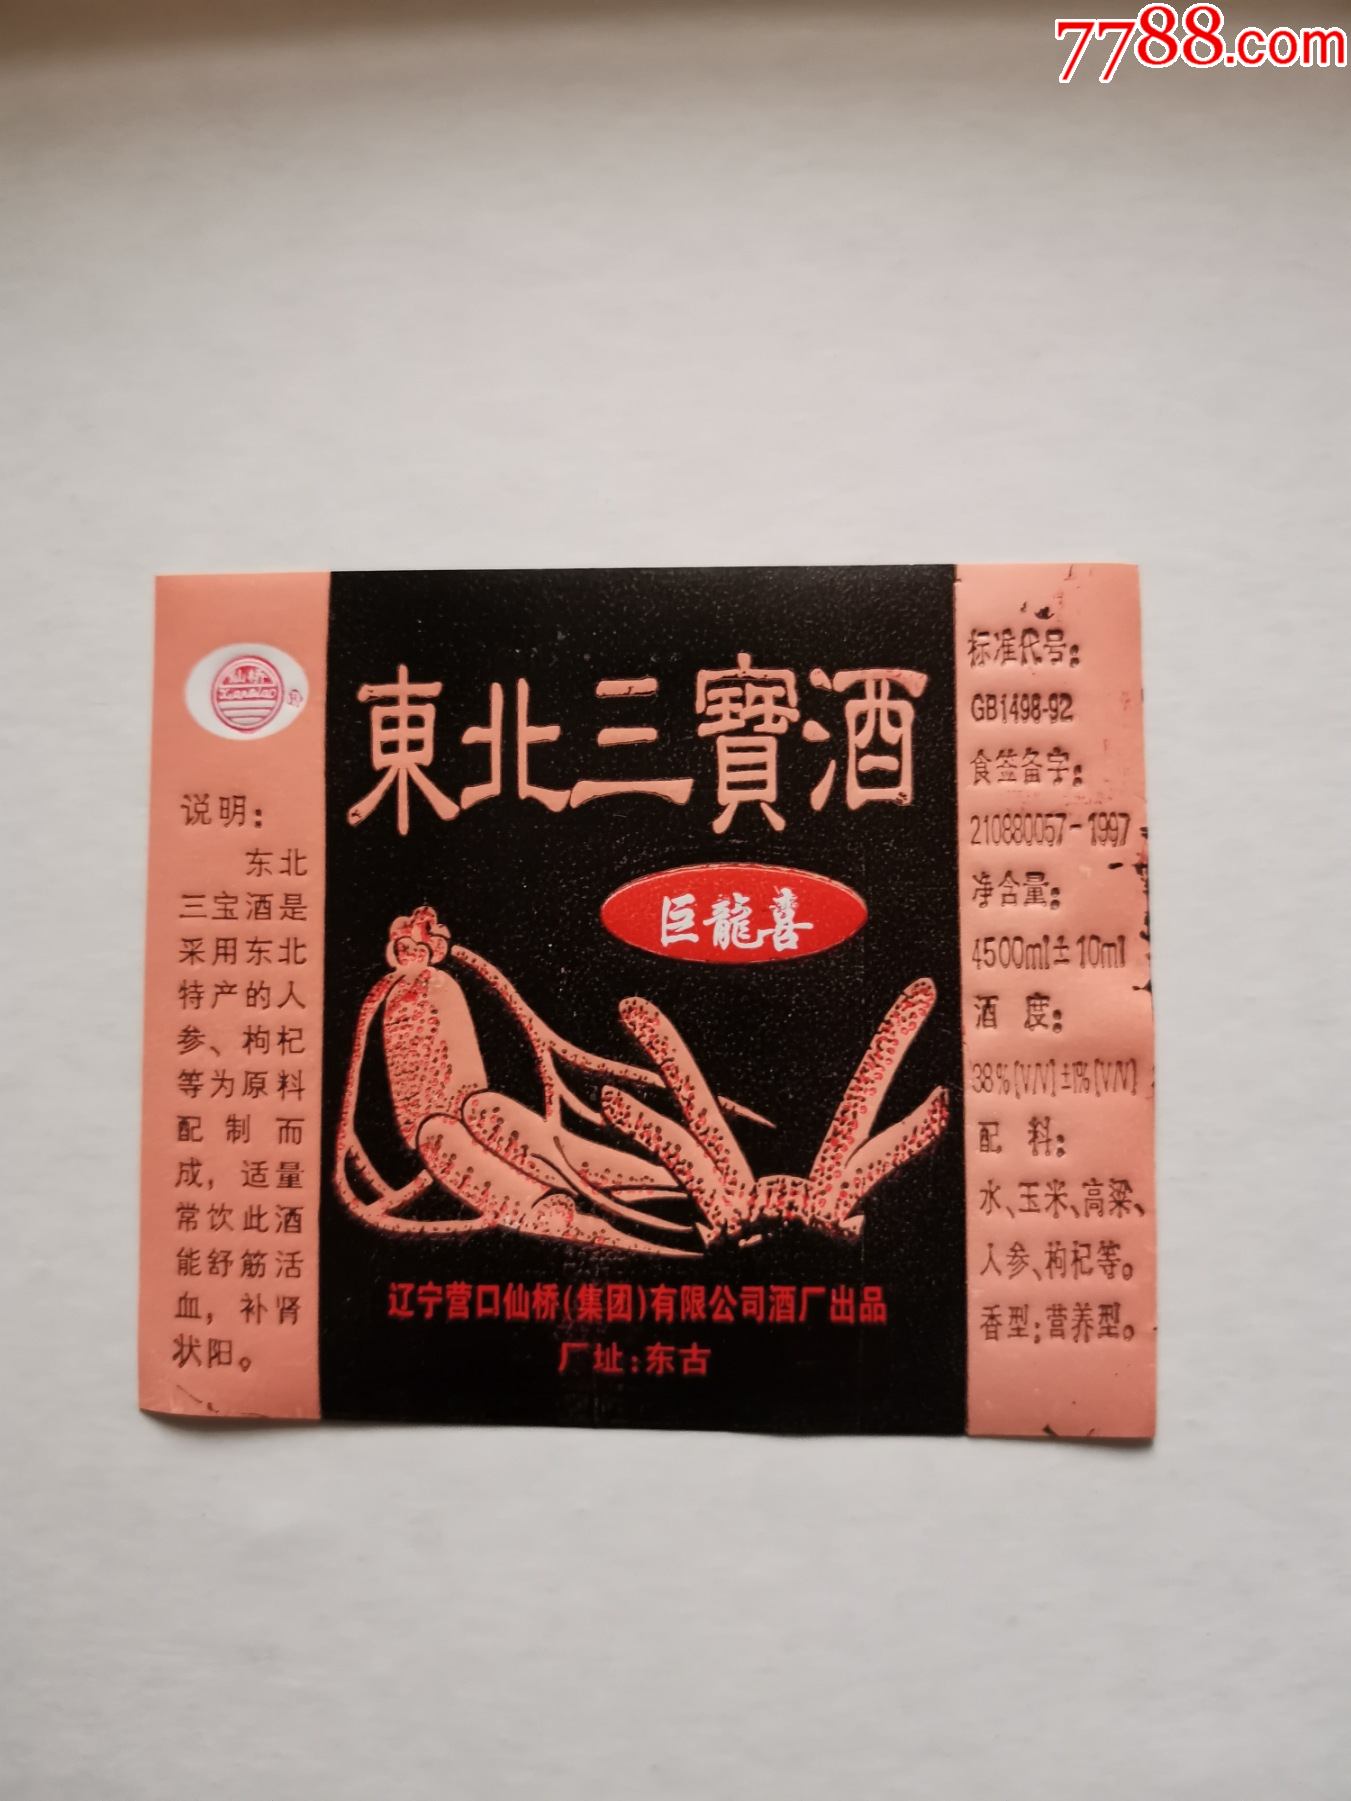 7788.com
仙桥
Xianqiao
说明：
东北
三宝酒是
采用东北
特产的人
参、枸杞
等为原料
配制而
成，适量
常饮此酒
能舒筋活
血，补肾
状阳。
東北三寶酒
巨龍喜
辽宁营口仙桥(集团)有限公司酒厂出品
厂址:东古
标准代号:
GB1498-92
食签备字:
210880057-1997
净含量:
4500ml±10ml
酒 度:
38%[V/V]±1%[V/V]
配 料:
水、玉米、高粱、
人参、枸杞等。
香型:营养型。